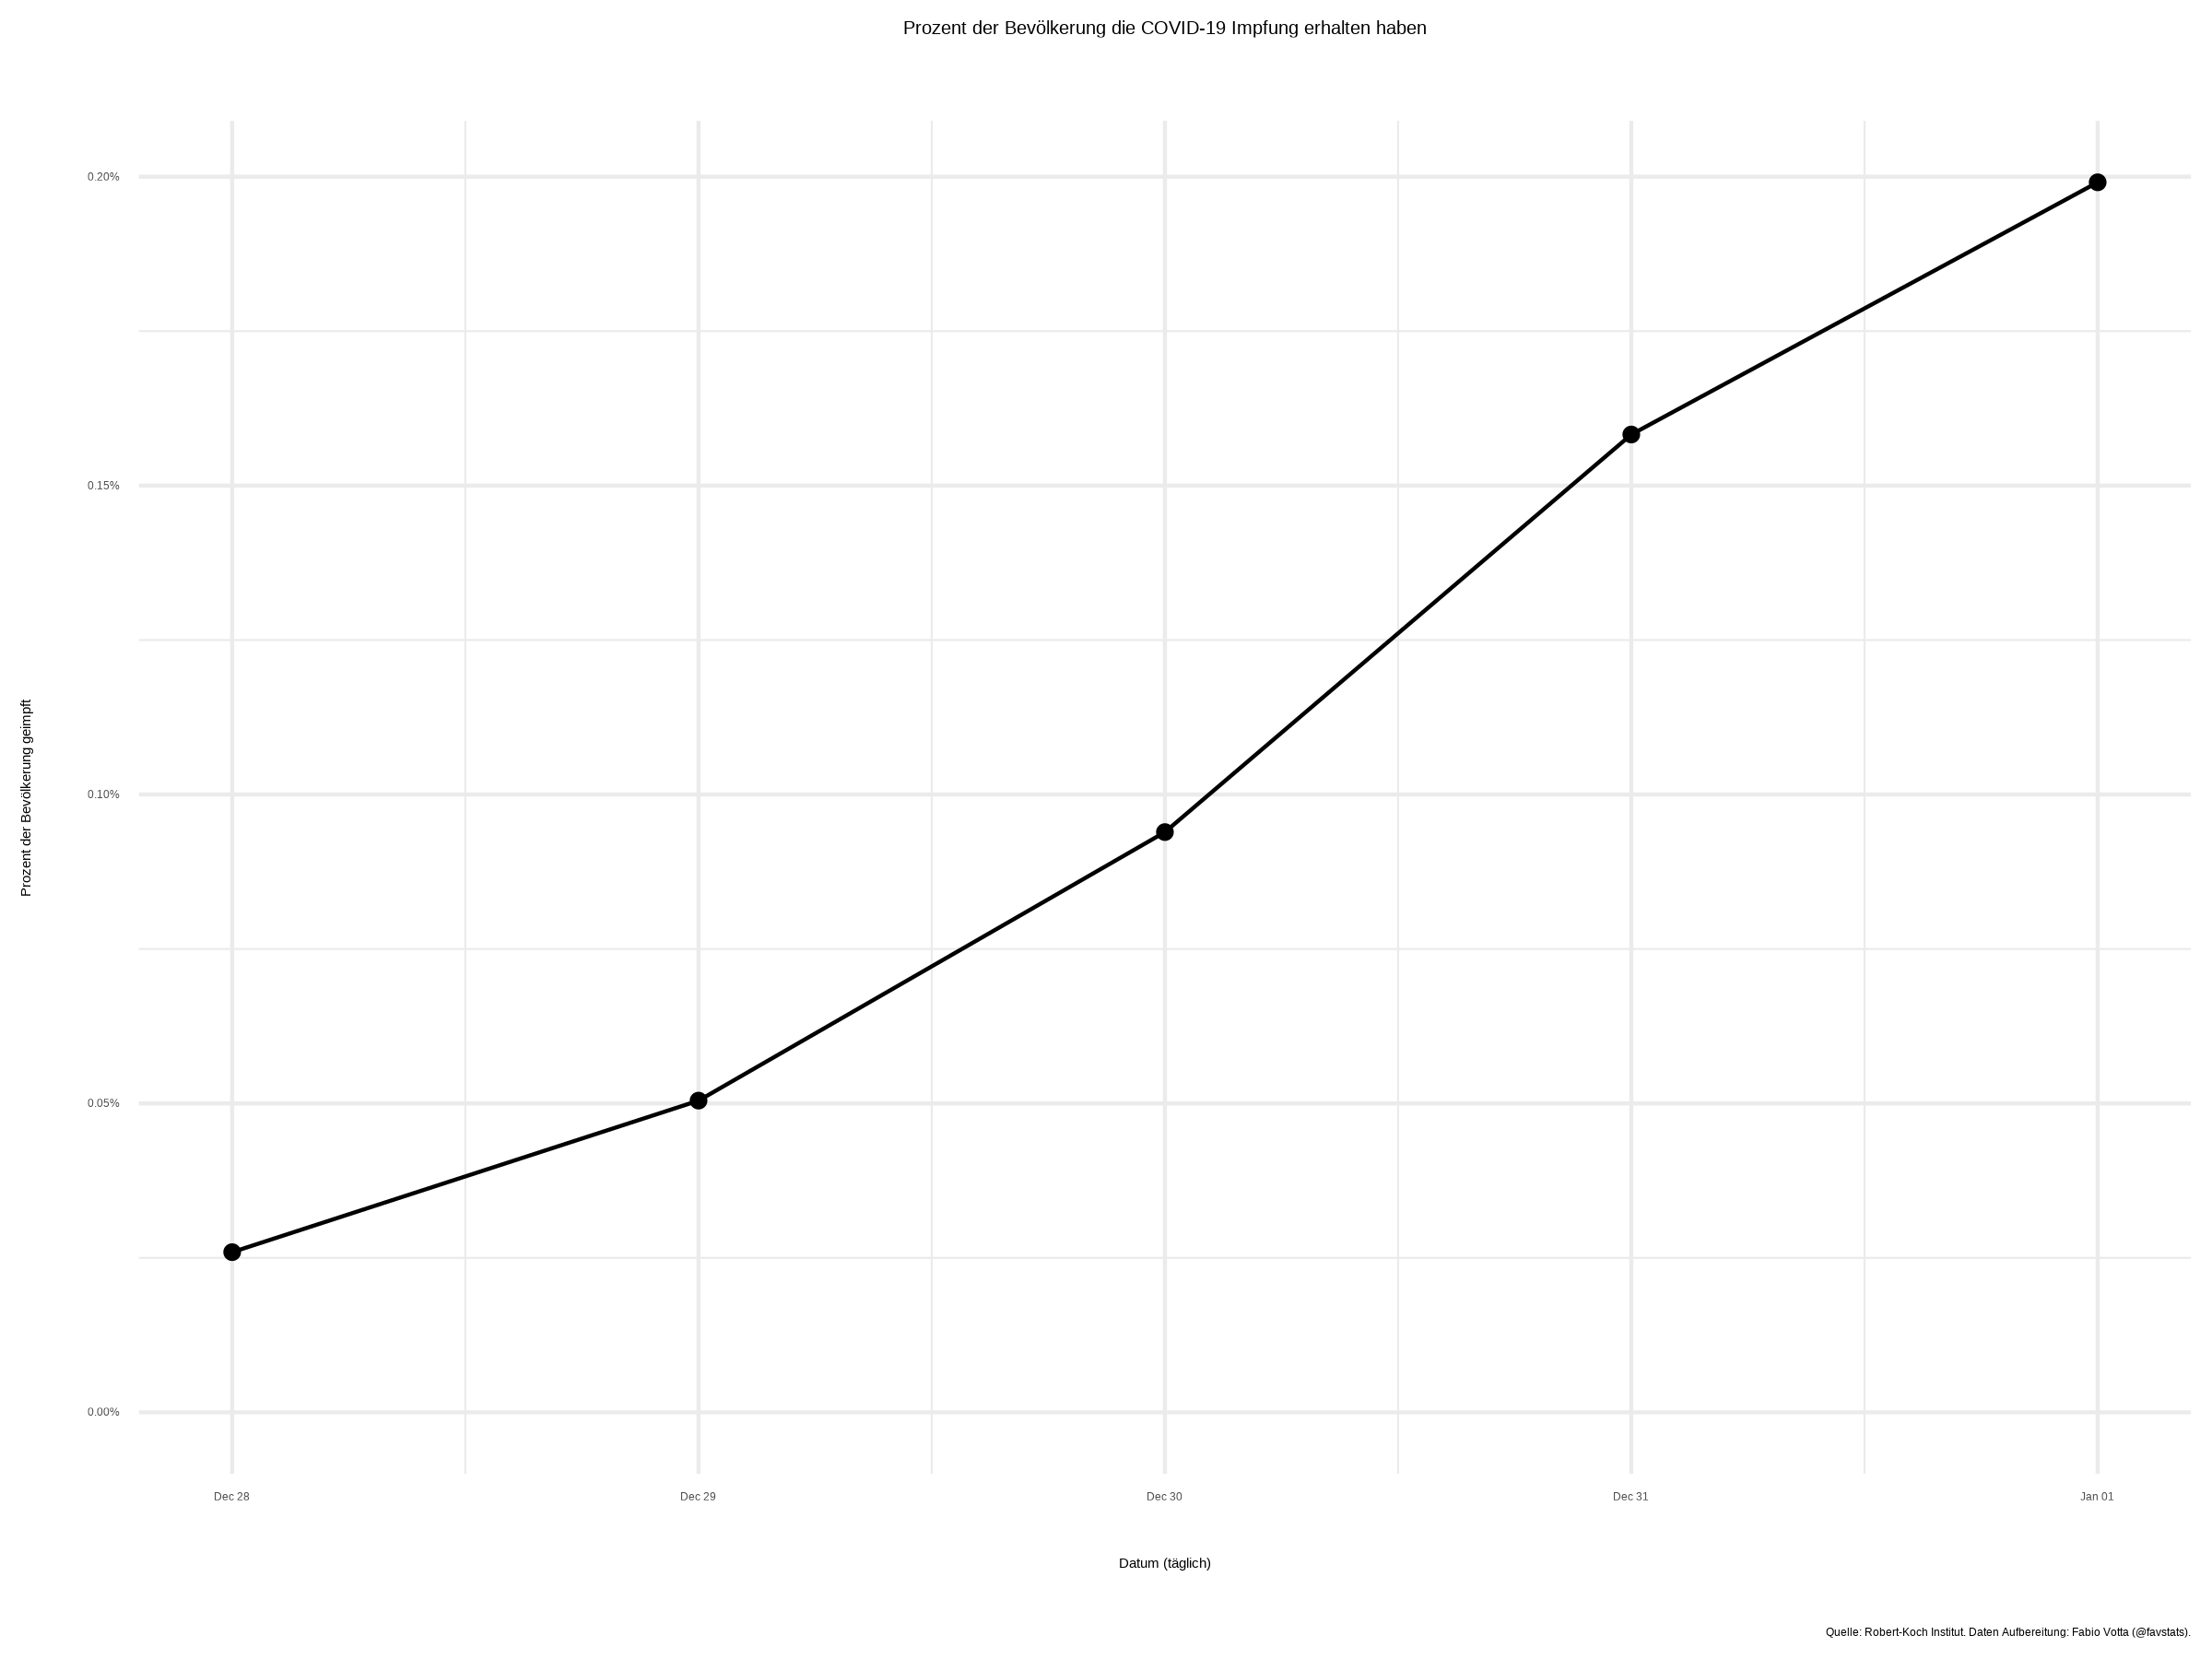 Prozent der Bevölkerung die COVID-19 Impfung erhalten haben
0.20%
0.15%
0.10%
0.05%
0.00%
Prozent der Bevölkerung geimpft
Dec 28
Dec 29
Dec 30
Dec 31
Jan 01
Datum (täglich)
Quelle: Robert-Koch Institut. Daten Aufbereitung: Fabio Votta (@favstats).